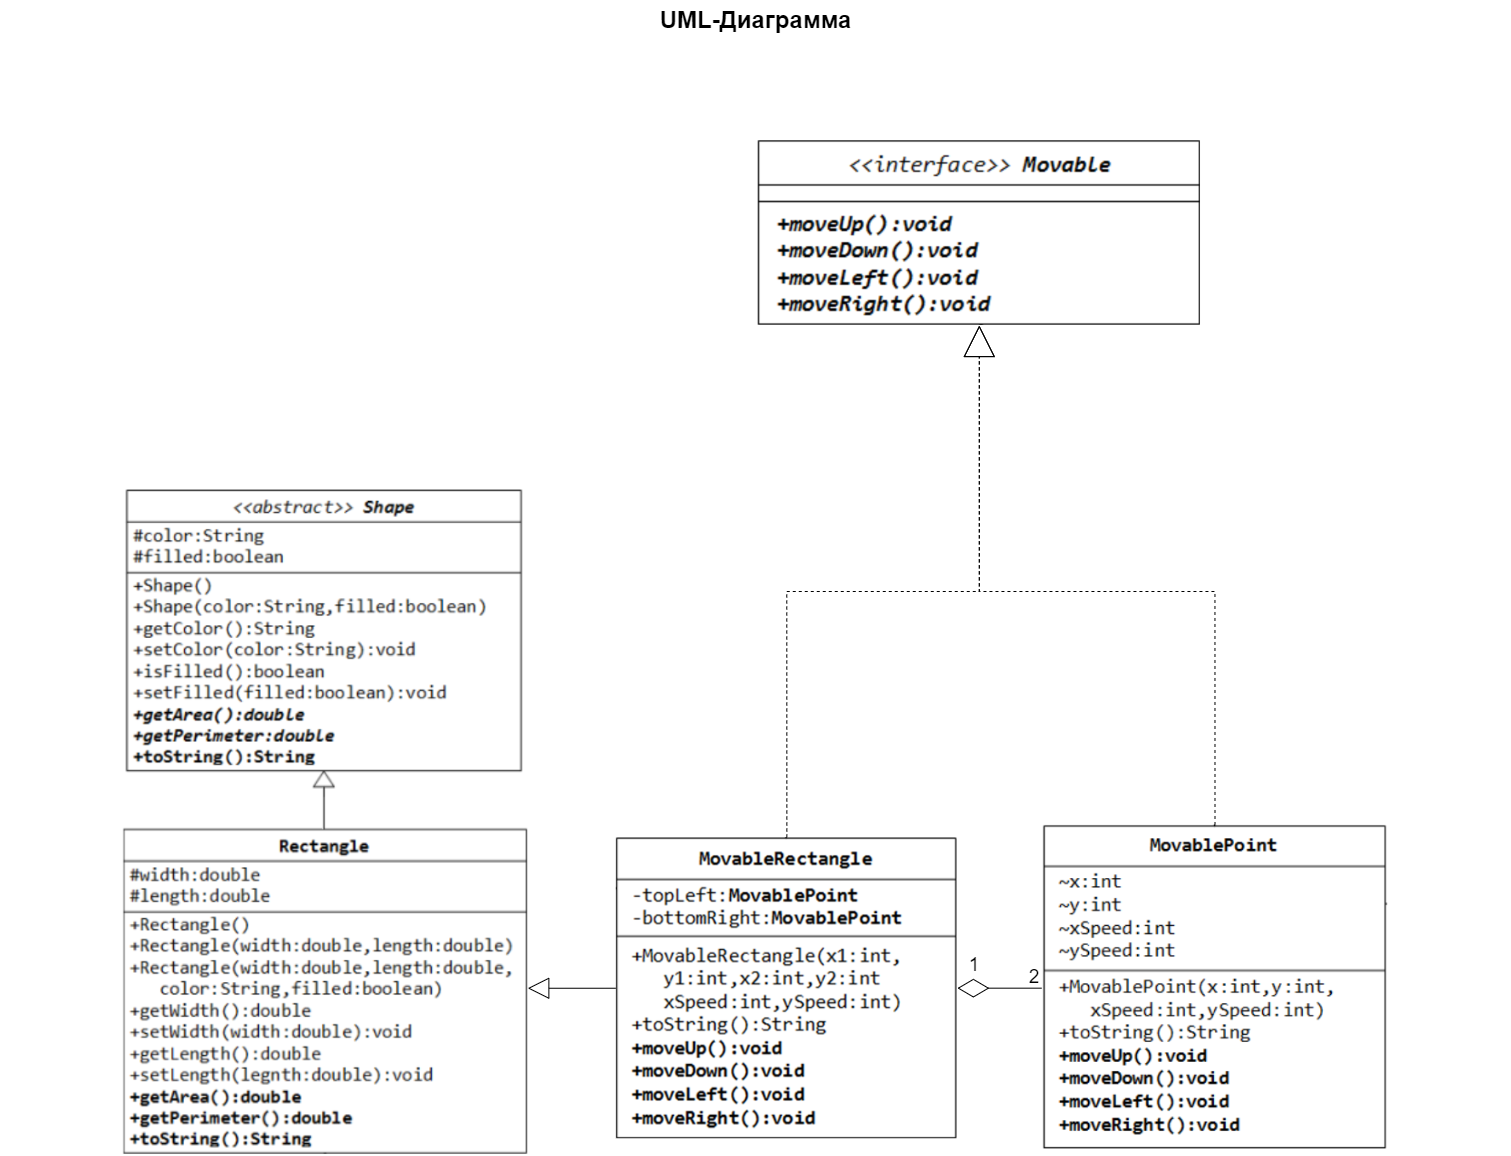 UML-Диаграмма
<<interface>> Movable
+moveUp():void
+moveDown():void
+moveLeft():void
+moveRight():void
<<abstract>> Shape
#color:String
#filled:boolean
+Shape()
+Shape(color:String,filled:boolean)
+getColor():String
+setColor(color:String):void
+isFilled():boolean
+setFilled(filled:boolean):void
+getArea():double
+getPerimeter:double
+toString():String
Rectangle
#width:double
#length:double
+Rectangle()
+Rectangle(width:double,length:double)
+Rectangle(width:double,length:double,
color:String,filled:boolean)
+getWidth():double
+setWidth(width:double):void
+getLength():double
+setLength(legnth:double):void
+getArea():double
+getPerimeter():double
+toString():String
MovableRectangle
-topLeft:MovablePoint
-bottomRight:MovablePoint
+MovableRectangle(x1:int,
y1:int,x2:int,y2:int
xSpeed:int,ySpeed:int)
+toString():String
+moveUp():void
+moveDown():void
+moveLeft():void
+moveRight():void
1
2
MovablePoint
~x:int
~y:int
~xSpeed:int
~ySpeed:int
+MovablePoint(x:int,y:int,
xSpeed:int,ySpeed:int)
+toString():String
+moveUp():void
+moveDown():void
+moveLeft():void
+moveRight():void